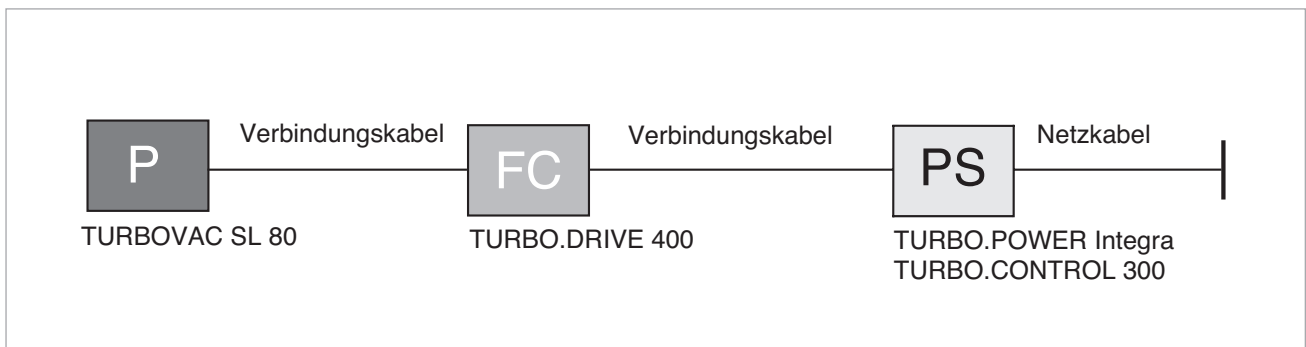 P
Verbindungskabel
FC
Verbindungskabel
PS
Netzkabel
TURBOVAC SL 80
TURBO.DRIVE 400
TURBO.POWER Integra
TURBO.CONTROL 300